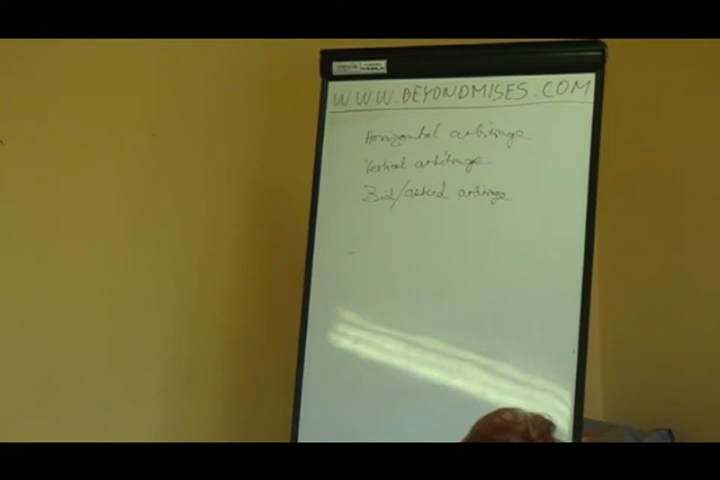 WWW.BEYONDMISES.COM
Horizontal arbitrage
Vertical arbitrage
Bid/asked arbitrage